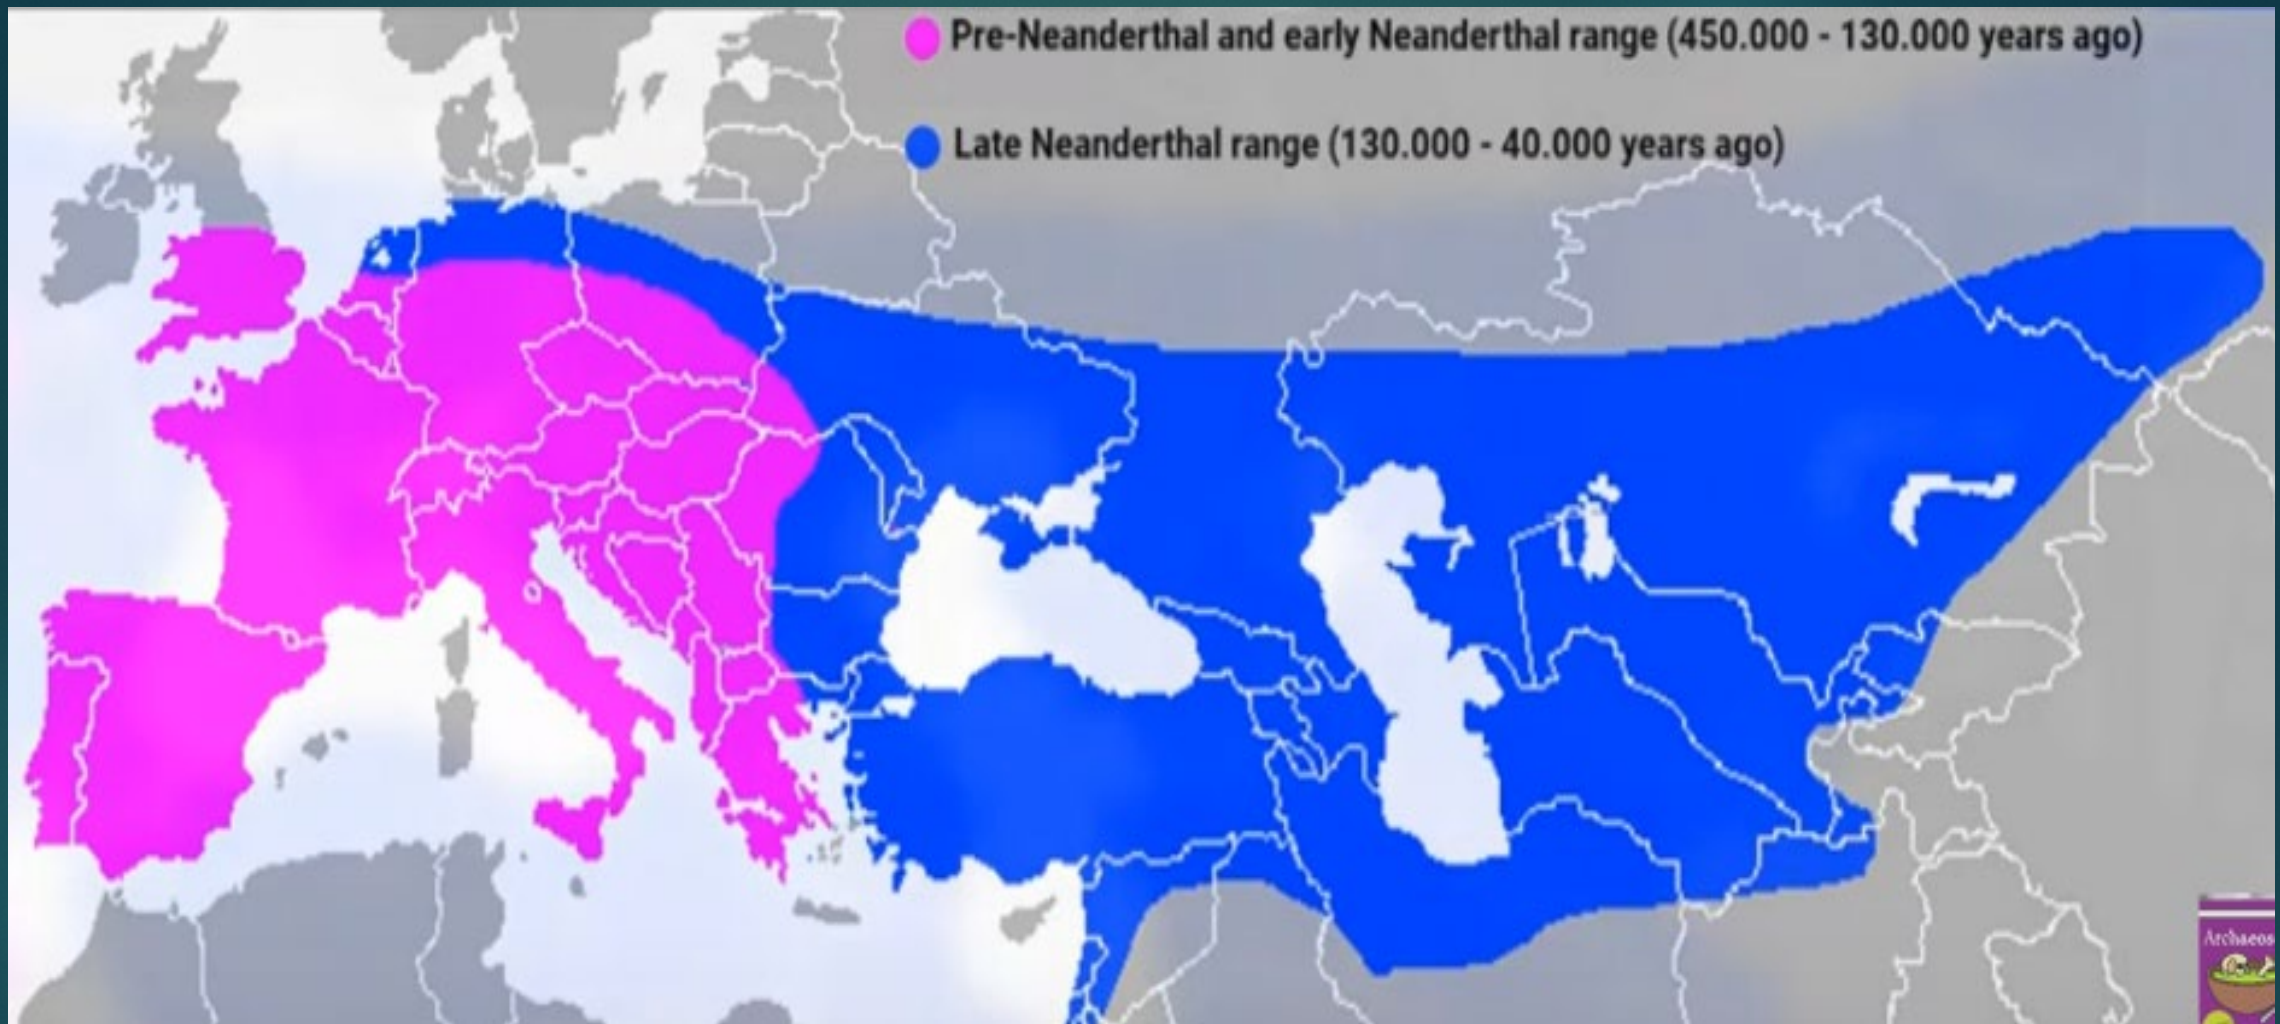 Pre-Neanderthal and early Neanderthal range (450.000 - 130.000 years ago)
Late Neanderthal range (130.000 - 40.000 years ago)
Archaeos